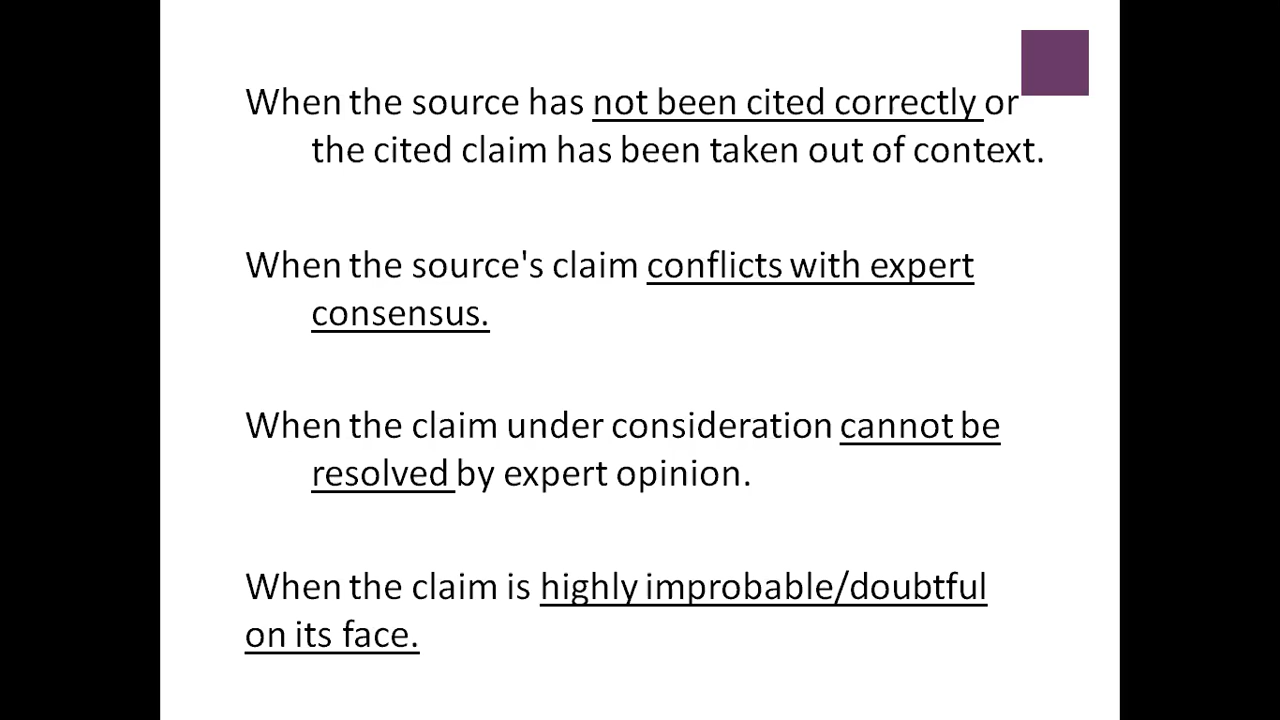 When the source has not been cited correctly or
the cited claim has been taken out of context.
When the source's claim conflicts with expert
consensus.
When the claim under consideration cannot be
resolved by expert opinion.
When the claim is highly improbable/doubtful
on its face.